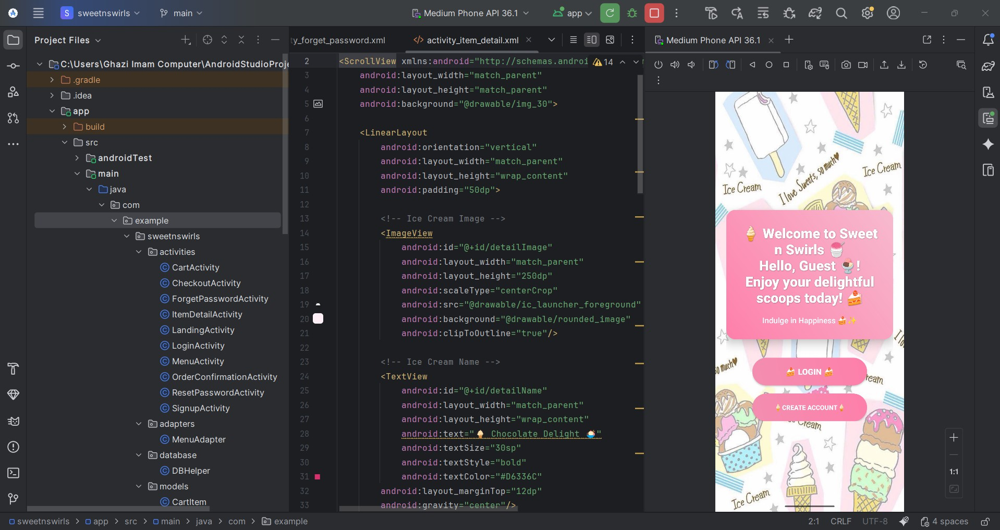 S sweetnswirls
main
Medium Phone API 36.1
app
Project Files
C:\Users\Ghazi Imam Computer\AndroidStudioProje
.gradle
.idea
app
build
src
androidTest
main
java
com
example
sweetnswirls
activities
CartActivity
CheckoutActivity
ForgetPasswordActivity
ItemDetailActivity
LandingActivity
LoginActivity
MenuActivity
OrderConfirmationActivity
ResetPasswordActivity
SignupActivity
adapters
MenuAdapter
database
DBHelper
models
CartItem
ty_forget_password.xml
activity_item_detail.xml
14
2 <ScrollView xmlns:android="http://schemas.androi
3 android:layout_width="match_parent"
4 android:layout_height="match_parent"
5 android:background="@drawable/img_30">
6
7 <LinearLayout
8 android:orientation="vertical"
9 android:layout_width="match_parent"
10 android:layout_height="wrap_content"
11 android:padding="50dp">
12
13 <!-- Ice Cream Image -->
14 <ImageView
15 android:id="@+id/detailImage"
16 android:layout_width="match_parent"
17 android:layout_height="250dp"
18 android:scaleType="centerCrop"
19 android:src="@drawable/ic_launcher_foreground"
20 android:background="@drawable/rounded_image"
21 android:clipToOutline="true"/>
22
23 <!-- Ice Cream Name -->
24 <TextView
25 android:id="@+id/detailName"
26 android:layout_width="match_parent"
27 android:layout_height="wrap_content"
28 android:text="🍦 Chocolate Delight 🍧"
29 android:textSize="30sp"
30 android:textStyle="bold"
31 android:textColor="#D6336C"
32 android:layout_marginTop="12dp"
33 android:gravity="center"/>
Medium Phone API 36.1
Ice Cream
I love Sweets, so much♥
Ice Cream
🍦 Welcome to Sweet
n Swirls 🍧
Hello, Guest 🍨!
Enjoy your delightful
scoops today! 🍰
Indulge in Happiness 🍰✨
so much♥
🍰 LOGIN 🍰
ream
🍦CREATE ACCOUNT🍦
Ice Cream
Ice Cream
1:1
sweetnswirls > app > src > main > java > com > example
2:1 CRLF UTF-8 4 spaces